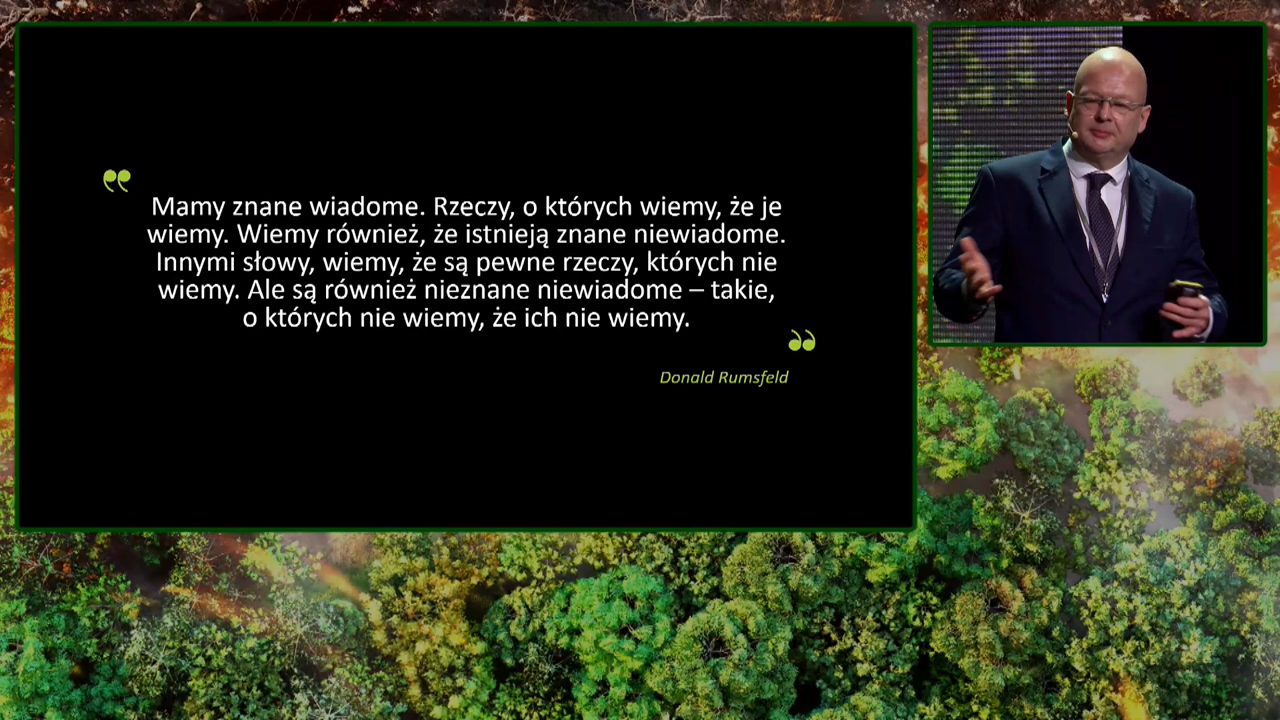 ❞
Mamy znane wiadome. Rzeczy, o których wiemy, że je
wiemy. Wiemy również, że istnieją znane niewiadome.
Innymi słowy, wiemy, że są pewne rzeczy, których nie
wiemy. Ale są również nieznane niewiadome – takie,
o których nie wiemy, że ich nie wiemy.
❝
Donald Rumsfeld